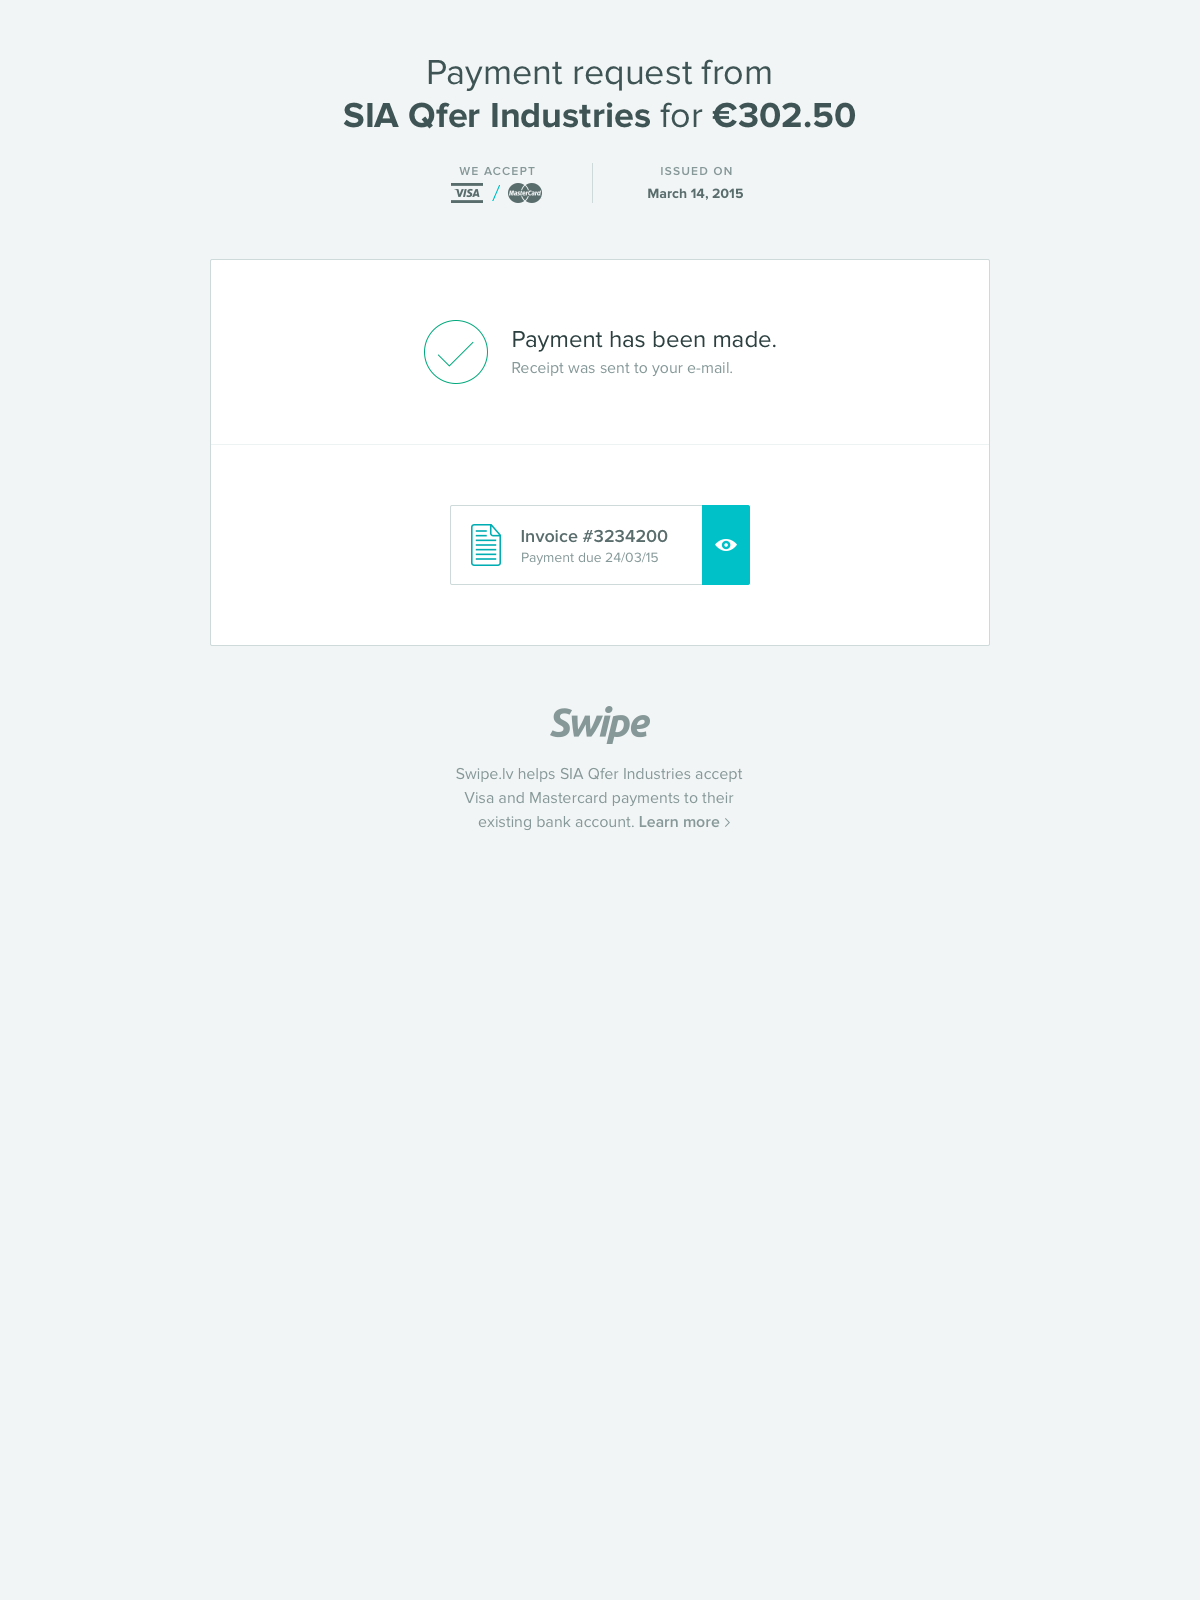 Payment request from
SIA Qfer Industries for €302.50
WE ACCEPT
VISA / MasterCard
ISSUED ON
March 14, 2015
Payment has been made.
Receipt was sent to your e-mail.
Invoice #3234200
Payment due 24/03/15
Swipe
Swipe.lv helps SIA Qfer Industries accept
Visa and Mastercard payments to their
existing bank account. Learn more >